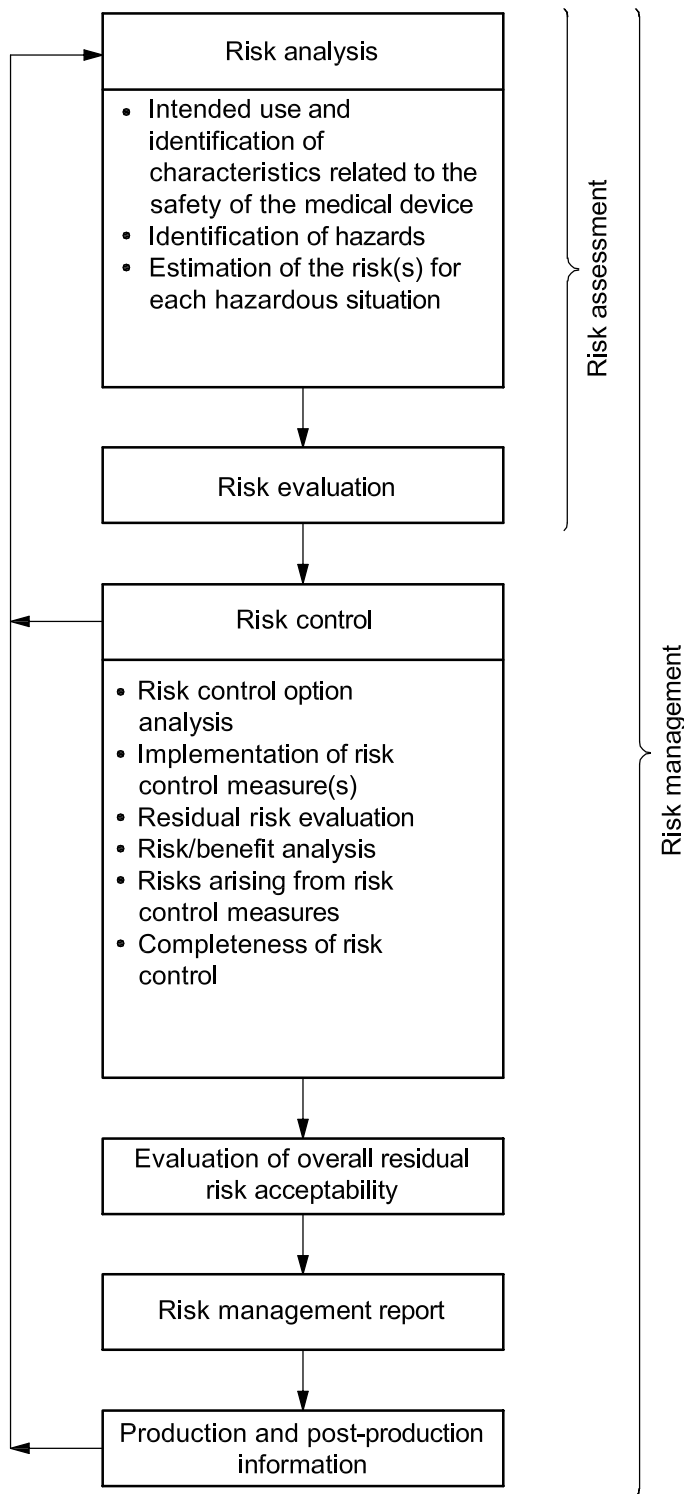 Risk analysis
• Intended use and
identification of
characteristics related to the
safety of the medical device
• Identification of hazards
• Estimation of the risk(s) for
each hazardous situation
Risk evaluation
Risk assessment
Risk control
• Risk control option
analysis
• Implementation of risk
control measure(s)
• Residual risk evaluation
• Risk/benefit analysis
• Risks arising from risk
control measures
• Completeness of risk
control
Evaluation of overall residual
risk acceptability
Risk management report
Production and post-production
information
Risk management